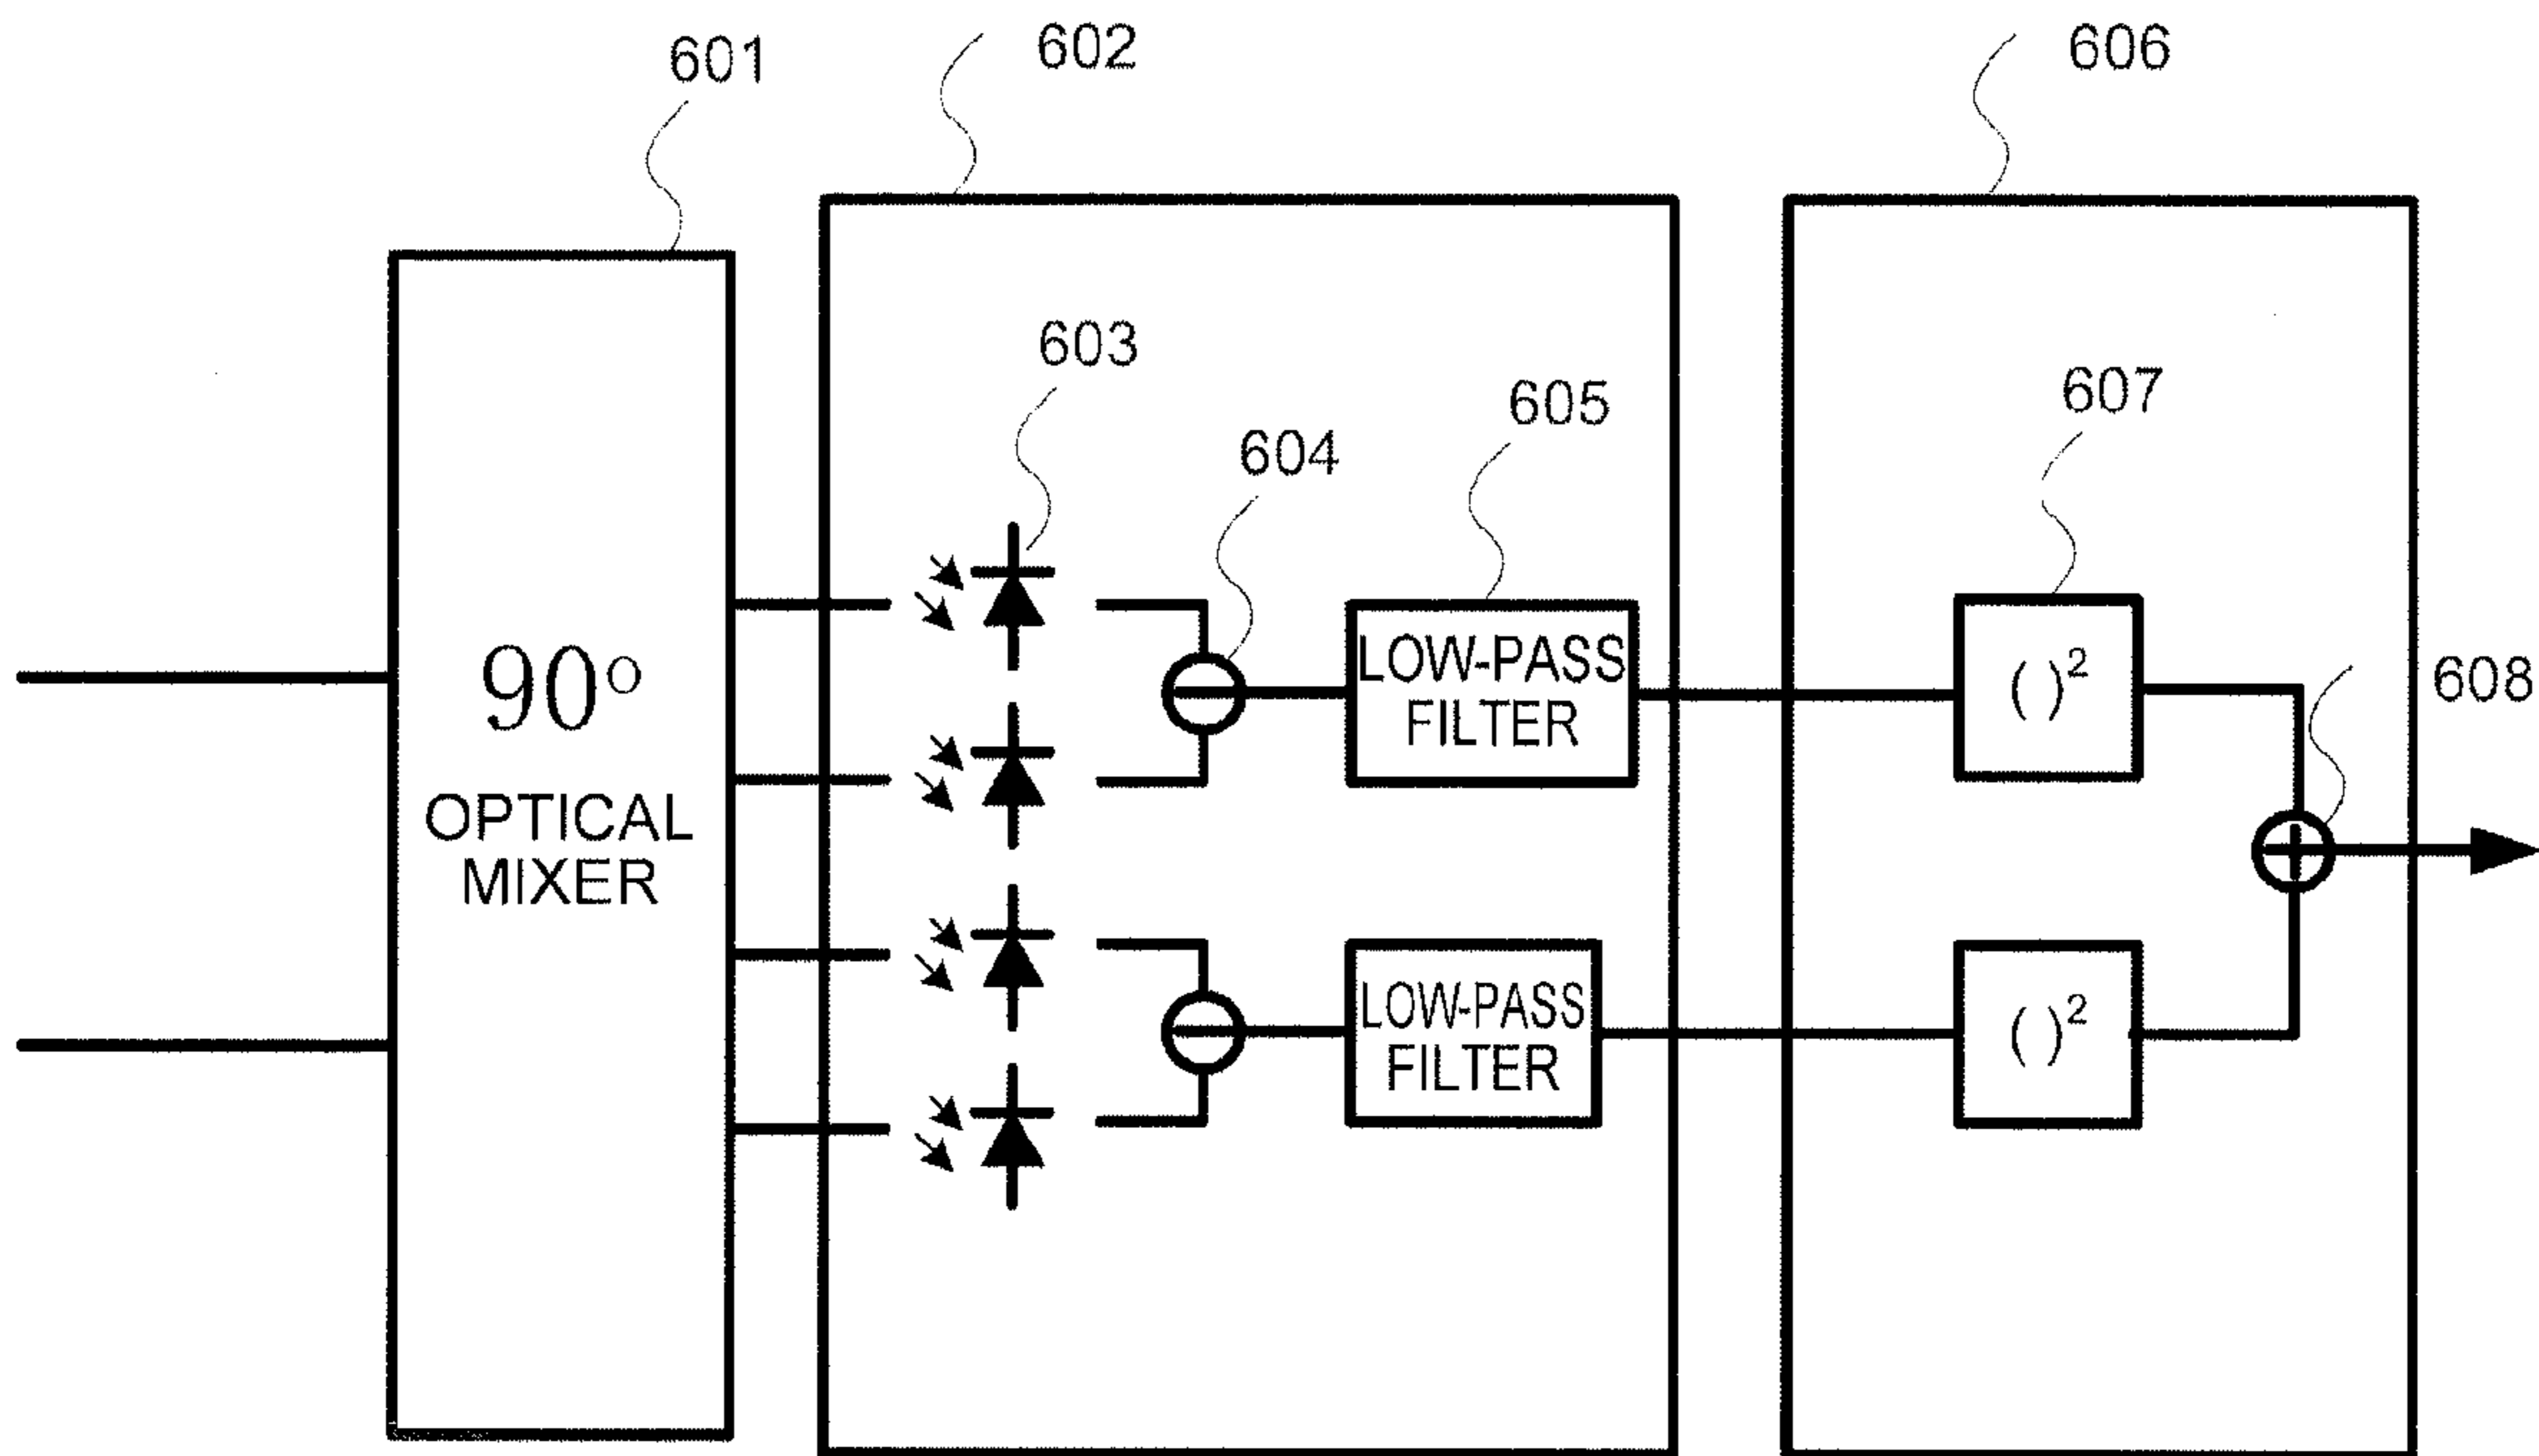 601
602
606
603
604
605
607
608
90°
OPTICAL
MIXER
LOW-PASS
FILTER
( )²
LOW-PASS
FILTER
( )²